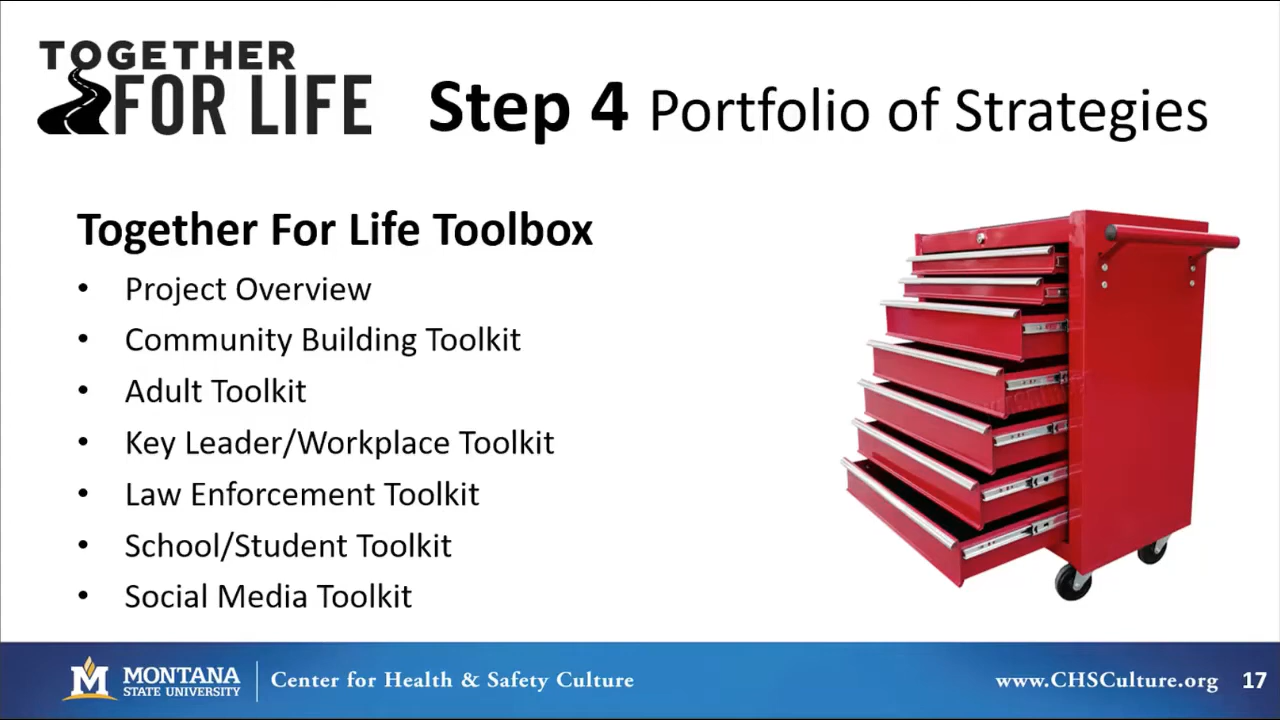 TOGETHER
FOR LIFE
Step 4 Portfolio of Strategies
Together For Life Toolbox
• Project Overview
• Community Building Toolkit
• Adult Toolkit
• Key Leader/Workplace Toolkit
• Law Enforcement Toolkit
• School/Student Toolkit
• Social Media Toolkit
M MONTANA
STATE UNIVERSITY
Center for Health & Safety Culture
www.CHSCulture.org 17